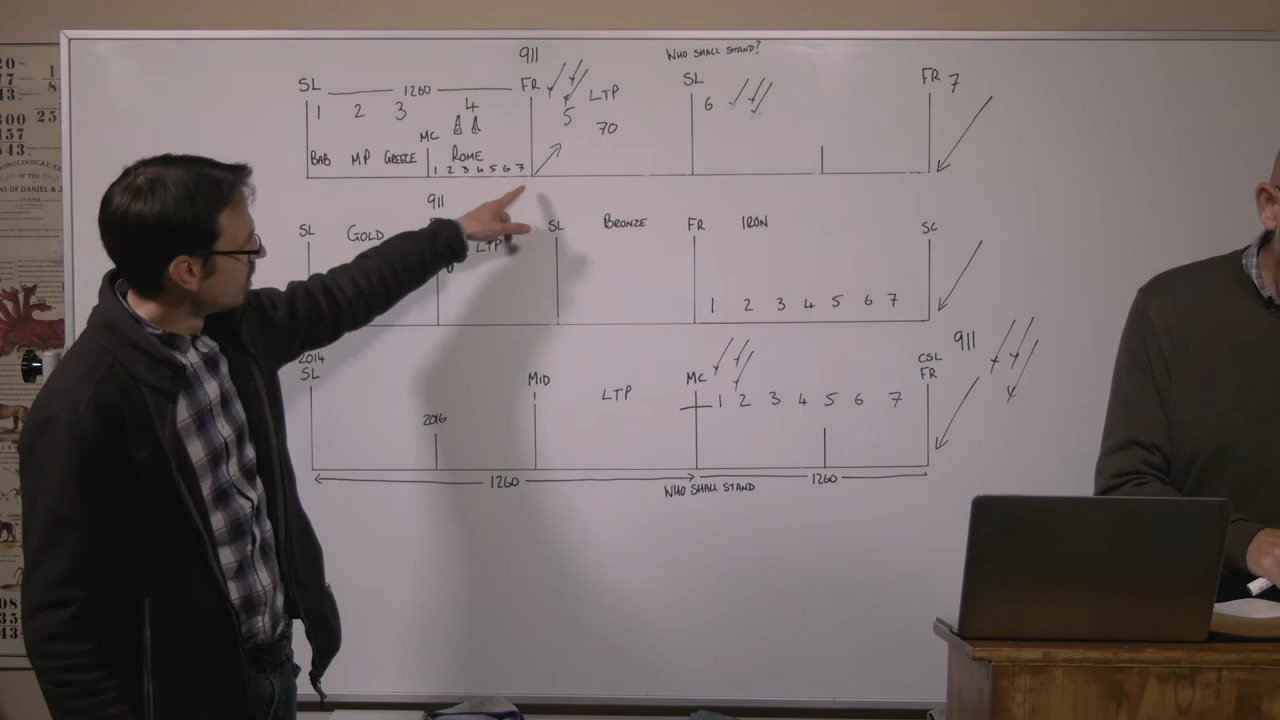 911
WHO SHALL STAND?
SL 1260 FR LTP SL FR 7
1 2 3 4 5 70 6
MC
BAB MP GREECE ROME
1 2 3 4 5 6 7
911
SL GOLD LTP SL BRONZE FR IRON SC
1 2 3 4 5 6 7
2014
SL MID LTP MC CSL
FR
911
2016 1 2 3 4 5 6 7
1260 WHO SHALL STAND 1260